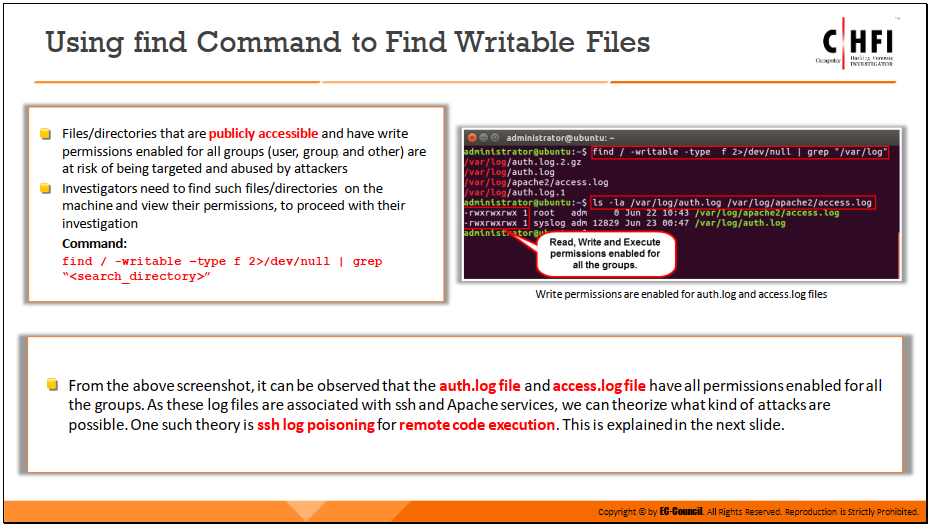 Using find Command to Find Writable Files
CHFI
Computer Hacking Forensic
INVESTIGATOR
Files/directories that are publicly accessible and have write
permissions enabled for all groups (user, group, and other) are
at risk of being targeted and abused by attackers
Investigators need to find such files/directories on the
machine and view their permissions, to proceed with their
investigation
Command:
find / -writable –type f 2>/dev/null | grep
“<search_directory>”
administrator@ubuntu: ~
administrator@ubuntu:~$ find / -writable -type f 2>/dev/null | grep "/var/log"
/var/log/auth.log.2.gz
/var/log/auth.log
/var/log/apache2/access.log
/var/log/auth.log.1
administrator@ubuntu:~$ ls -la /var/log/auth.log /var/log/apache2/access.log
-rwxrwxrwx 1 root adm 0 Jun 22 10:43 /var/log/apache2/access.log
-rwxrwxrwx 1 syslog adm 12829 Jun 23 00:47 /var/log/auth.log
Read, Write and Execute
permissions enabled for
all the groups.
Write permissions are enabled for auth.log and access.log files
From the above screenshot, it can be observed that the auth.log file and access.log file have all permissions enabled for all
the groups. As these log files are associated with ssh and Apache services, we can theorize what kind of attacks are
possible. One such theory is ssh log poisoning for remote code execution. This is explained in the next slide.
Copyright © by EC-Council. All Rights Reserved. Reproduction is Strictly Prohibited.